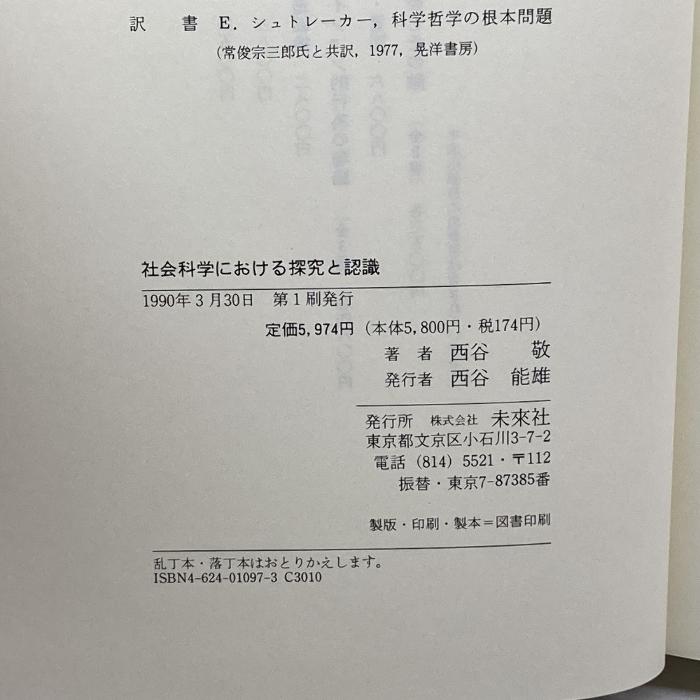 訳 書 E. シュトレーカー, 科学哲学の根本問題
(常俊宗三郎氏と共訳, 1977, 晃洋書房)
社会科学における探究と認識
1990年3月30日 第1刷発行
定価5,974円 (本体5,800円・税174円)
著者 西谷 敬
発行者 西谷 能雄
発行所 株式会社 未來社
東京都文京区小石川3-7-2
電話 (814) 5521・〒112
振替・東京7-87385番
製版・印刷・製本=図書印刷
乱丁本・落丁本はおとりかえします。
ISBN4-624-01097-3 C3010